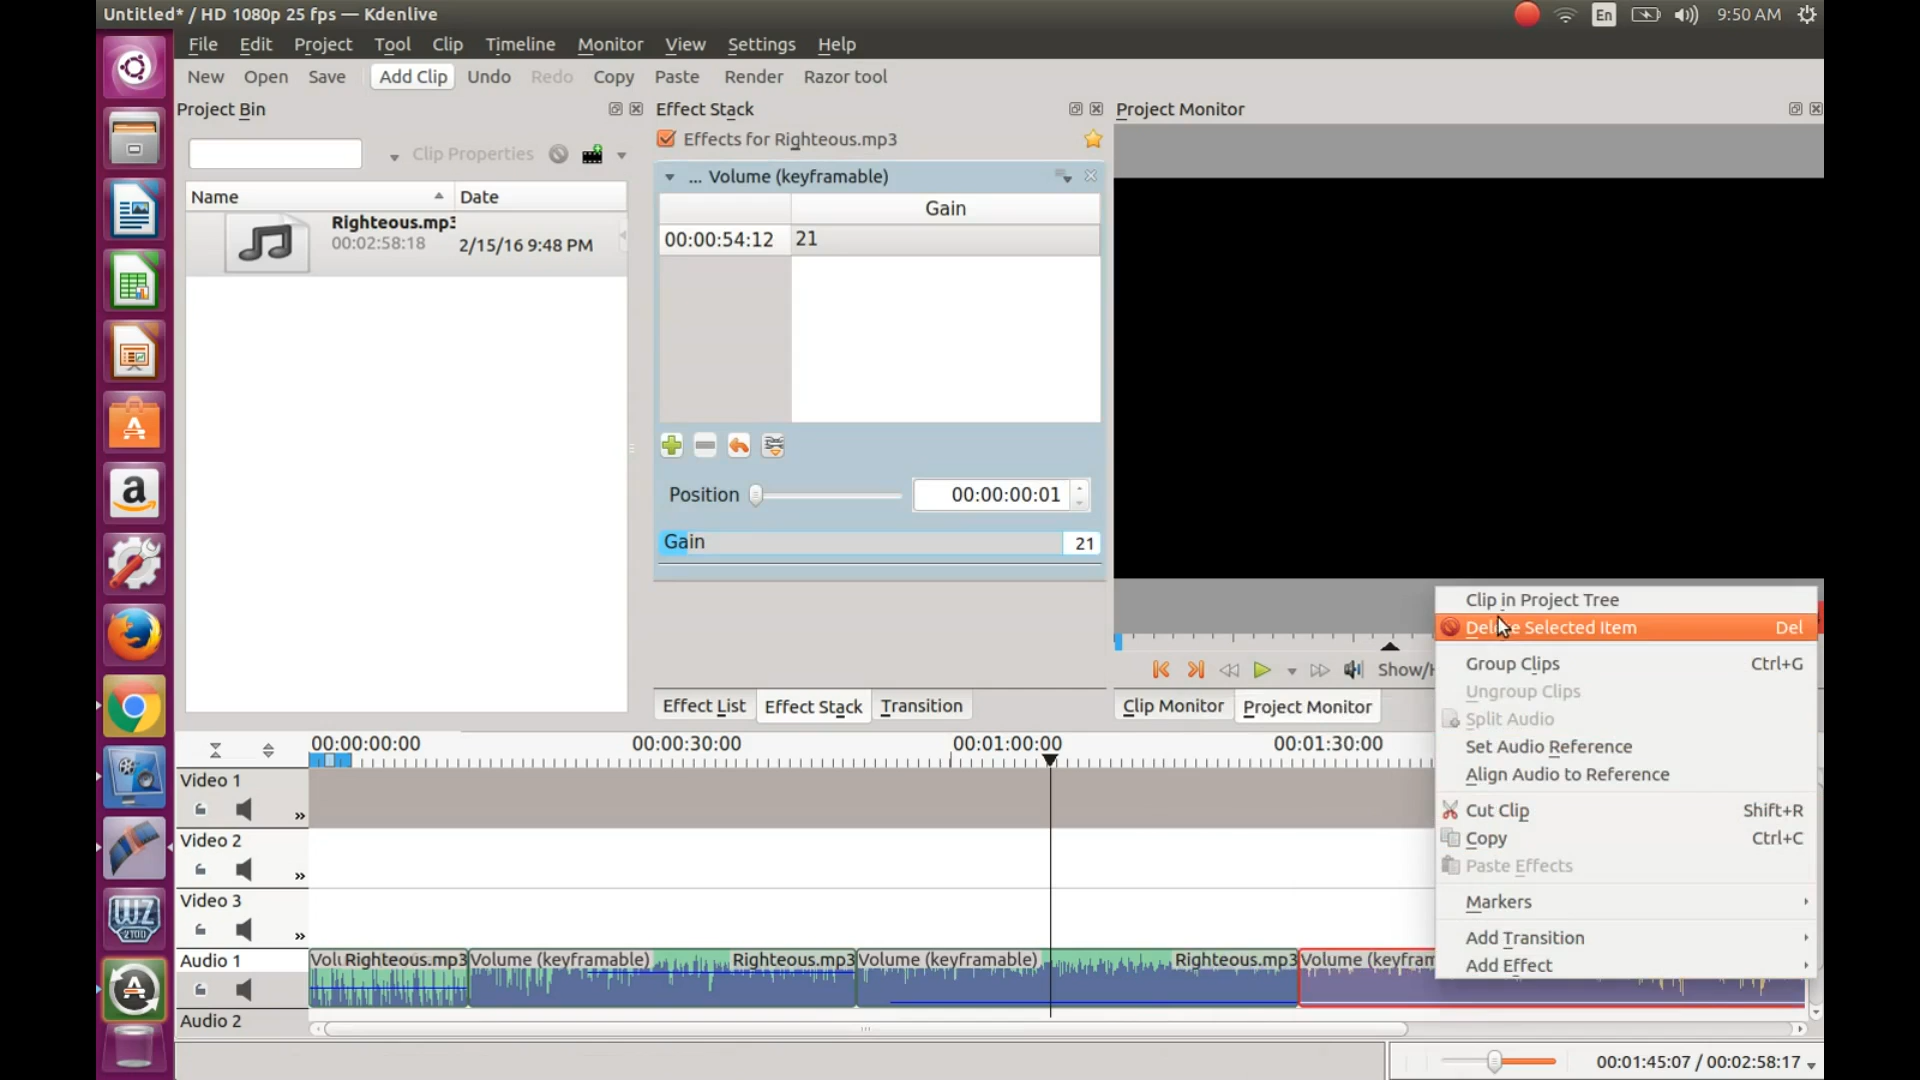 Untitled* / HD 1080p 25 fps — Kdenlive
En
9:50 AM
File Edit Project Tool Clip Timeline Monitor View Settings Help
New Open Save Add Clip Undo Redo Copy Paste Render Razor tool
Project Bin
Clip Properties
Name Date
Righteous.mp3
00:02:58:18
2/15/16 9:48 PM
Effect Stack
Effects for Righteous.mp3
... Volume (keyframable)
Gain
00:00:54:12 21
Position 00:00:00:01
Gain 21
Effect List Effect Stack Transition
Project Monitor
Show/H
Clip Monitor Project Monitor
Clip in Project Tree
Delete Selected Item Del
Group Clips Ctrl+G
Ungroup Clips
Split Audio
Set Audio Reference
Align Audio to Reference
Cut Clip Shift+R
Copy Ctrl+C
Paste Effects
Markers
Add Transition
Add Effect
00:00:00:00 00:00:30:00 00:01:00:00 00:01:30:00
Video 1
»
Video 2
»
Video 3
»
Audio 1
Volu Righteous.mp3 Volume (keyframable) Righteous.mp3 Volume (keyframable) Righteous.mp3 Volume (keyfram
Audio 2
00:01:45:07 / 00:02:58:17
a
WZ
2100